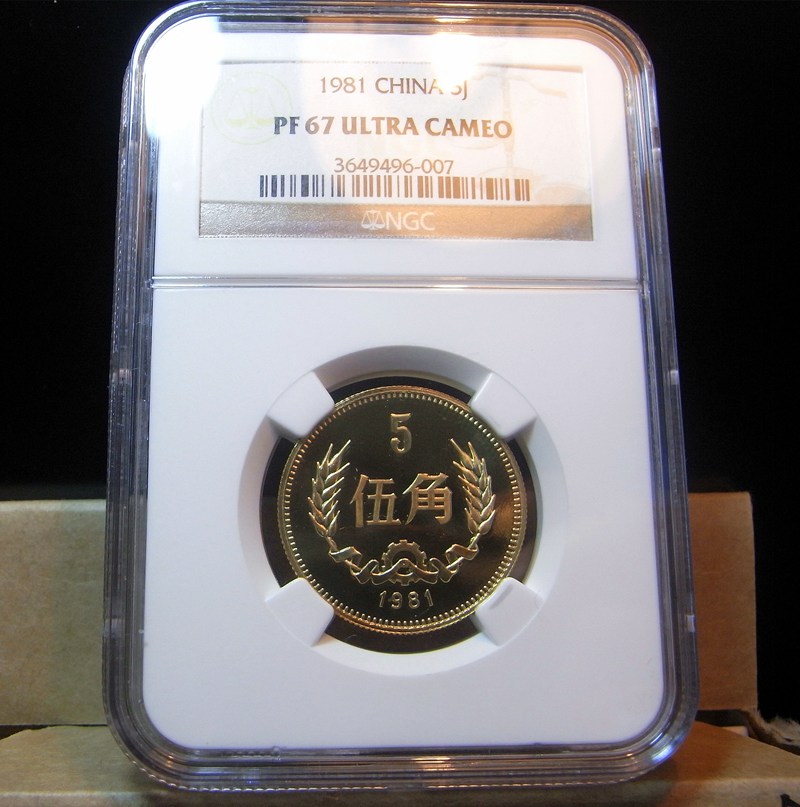 1981 CHINA 5J
PF 67 ULTRA CAMEO
3649496-007
NGC
5
伍角
1981